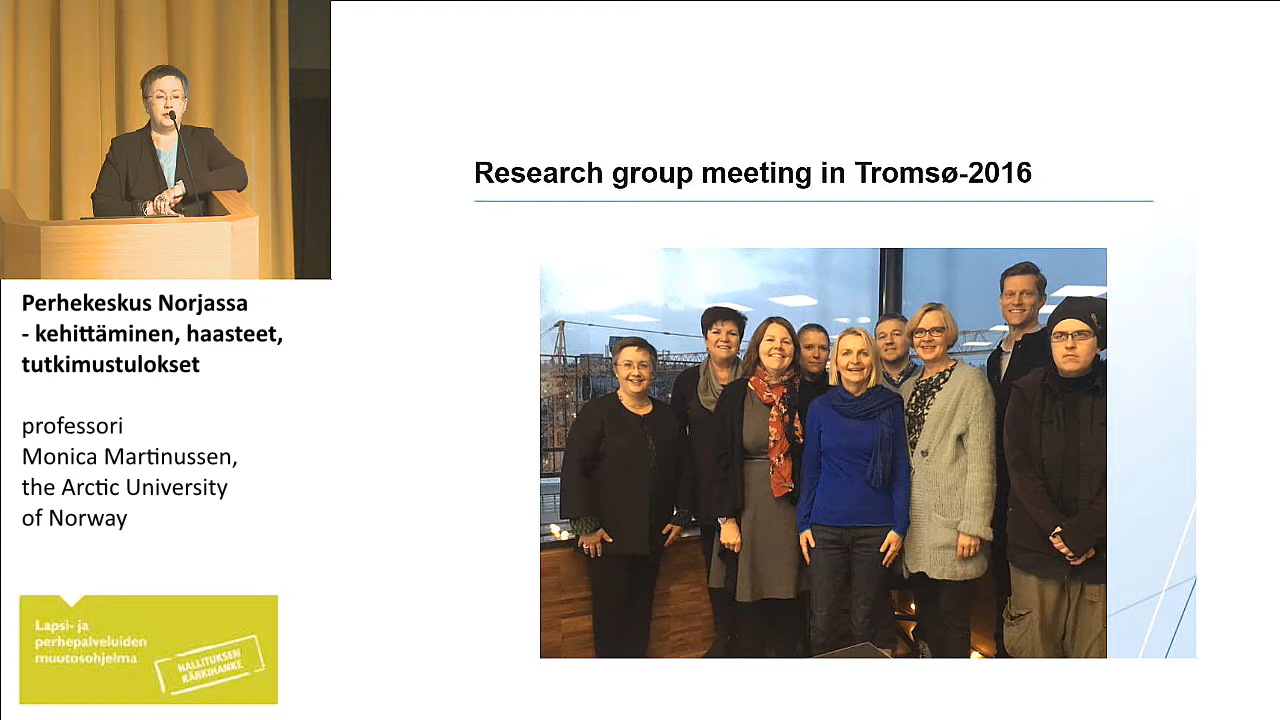 Research group meeting in Tromsø-2016
Perhekeskus Norjassa
- kehittäminen, haasteet,
tutkimustulokset
professori
Monica Martinussen,
the Arctic University
of Norway
Lapsi- ja
perhepalveluiden
muutosohjelma
HALLITUKSEN
KÄRKIHANKE